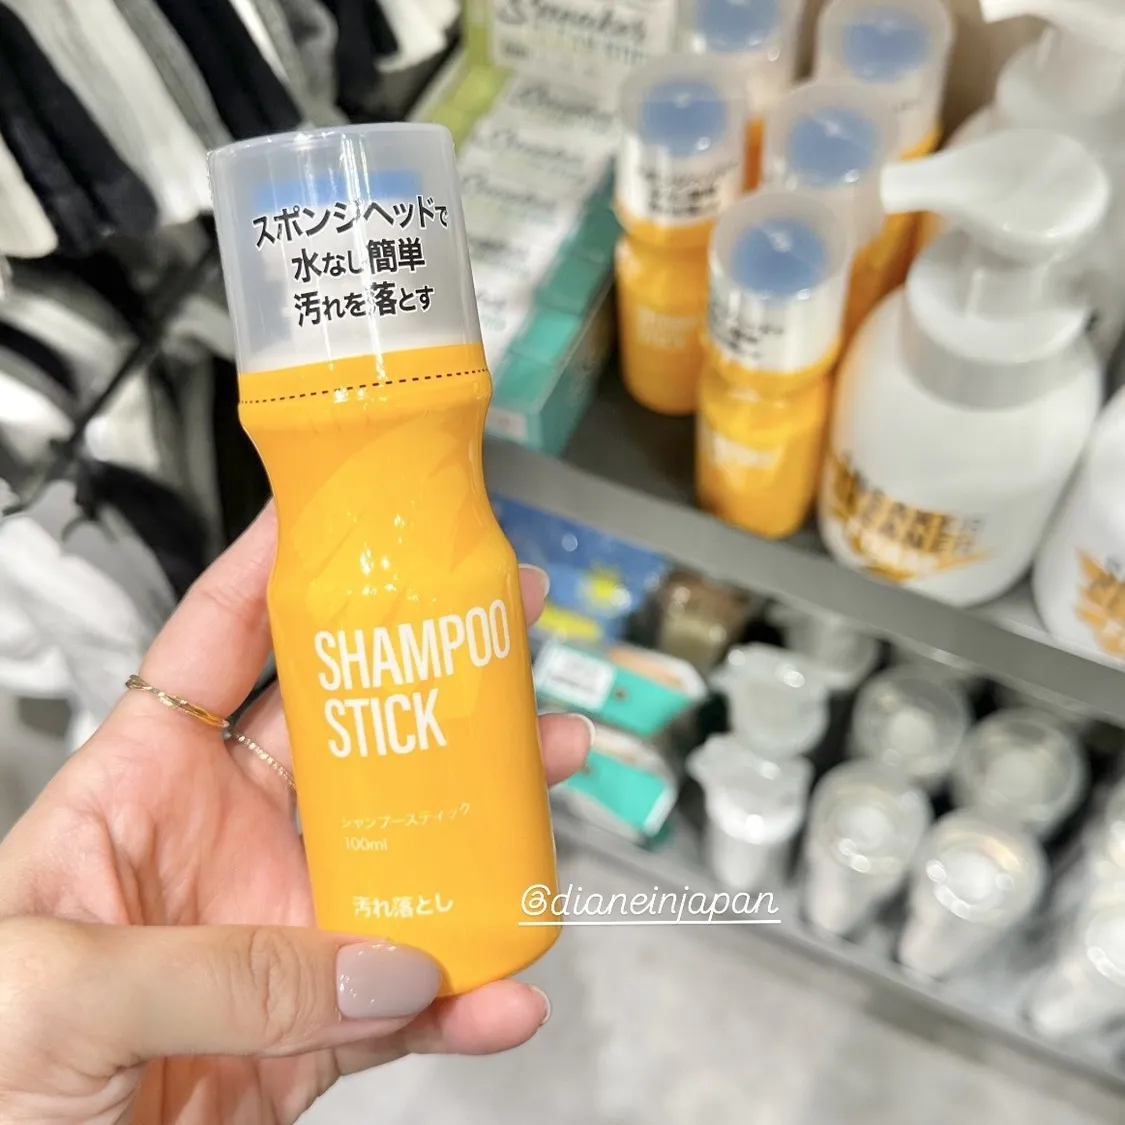 スポンジヘッドで
水なし簡単
汚れを落とす
SHAMPOO
STICK
シャンプースティック
100ml
汚れ落とし
@dianeinjapan